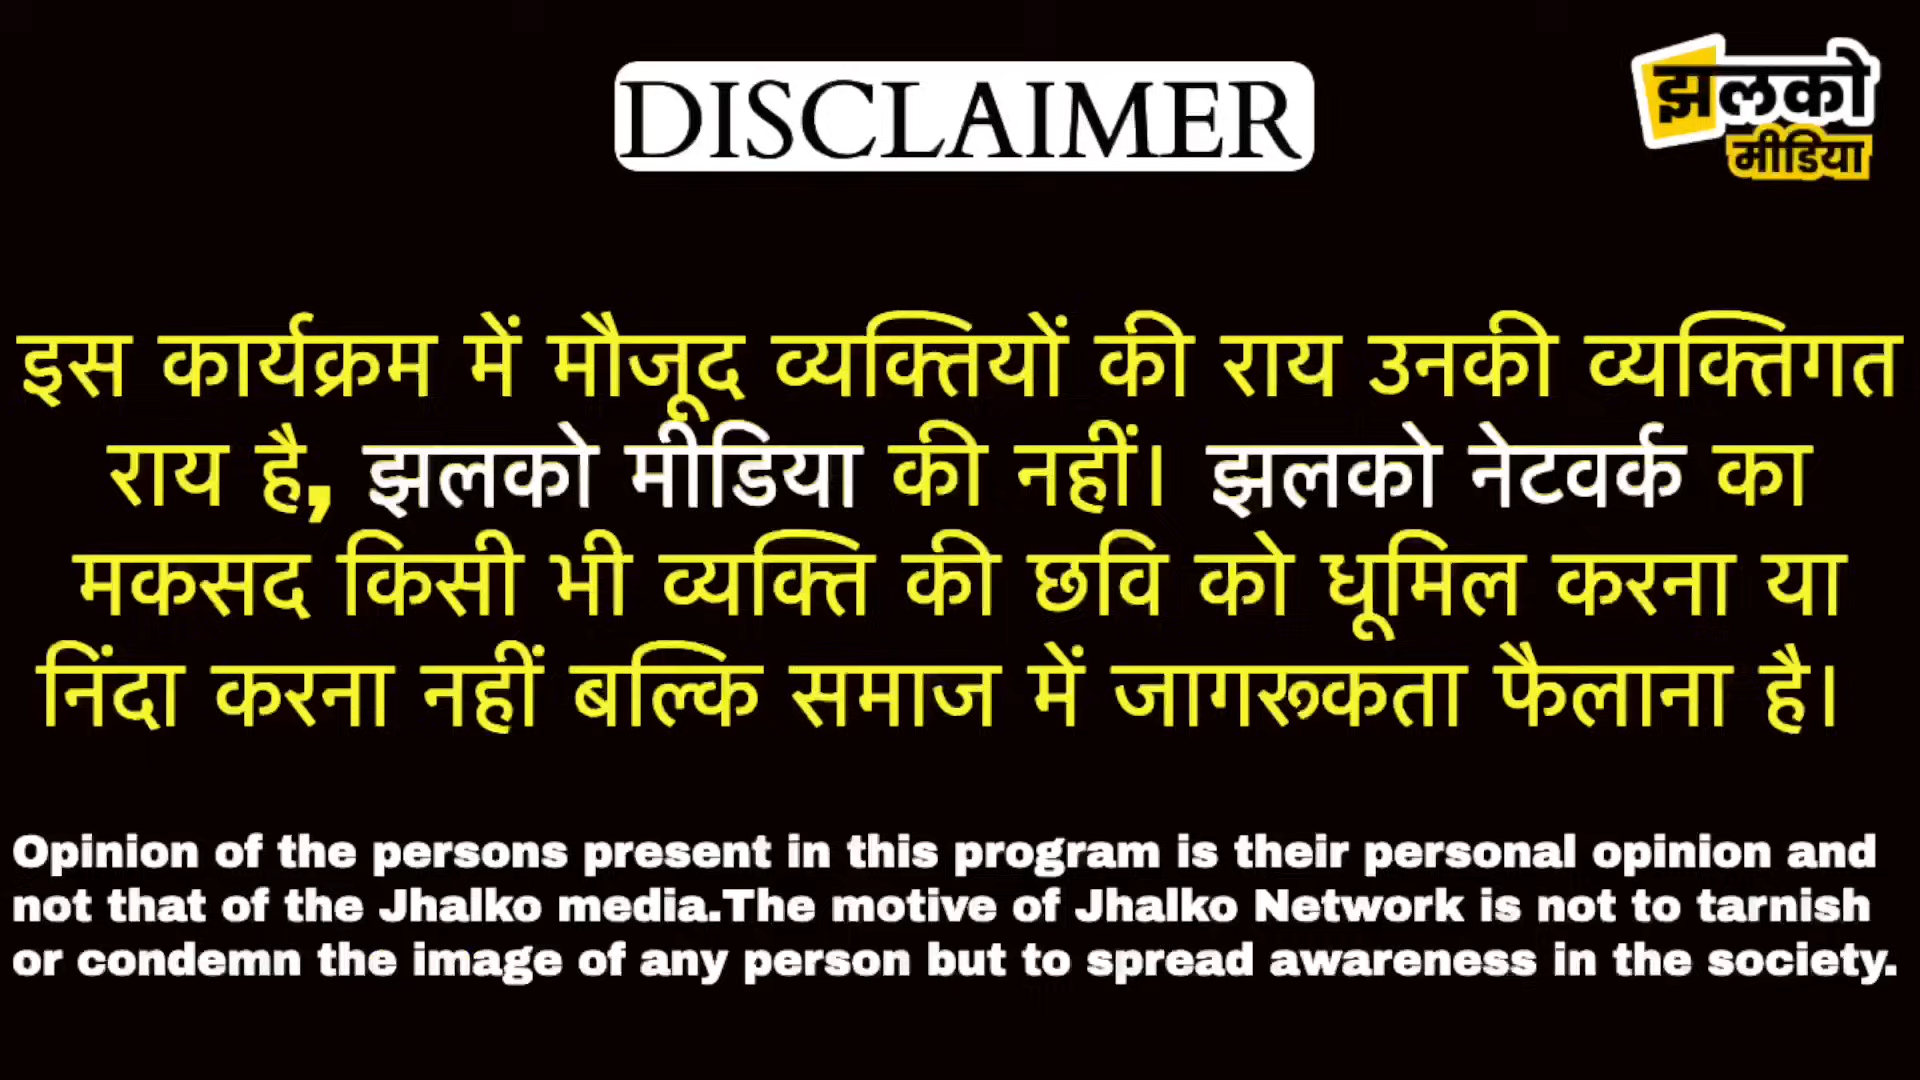 DISCLAIMER
झलको
मीडिया
इस कार्यक्रम में मौजूद व्यक्तियों की राय उनकी व्यक्तिगत
राय है, झलको मीडिया की नहीं। झलको नेटवर्क का
मकसद किसी भी व्यक्ति की छवि को धूमिल करना या
निंदा करना नहीं बल्कि समाज में जागरूकता फैलाना है।
Opinion of the persons present in this program is their personal opinion and
not that of the Jhalko media.The motive of Jhalko Network is not to tarnish
or condemn the image of any person but to spread awareness in the society.